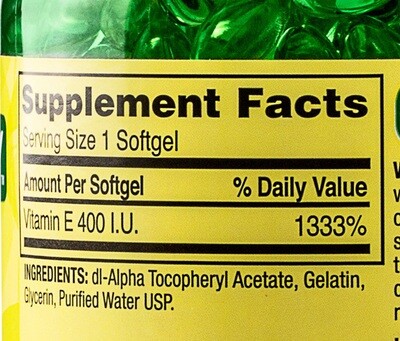 Supplement Facts
Serving Size 1 Softgel
Amount Per Softgel % Daily Value
Vitamin E 400 I.U. 1333%
INGREDIENTS: dl-Alpha Tocopheryl Acetate, Gelatin,
Glycerin, Purified Water USP.